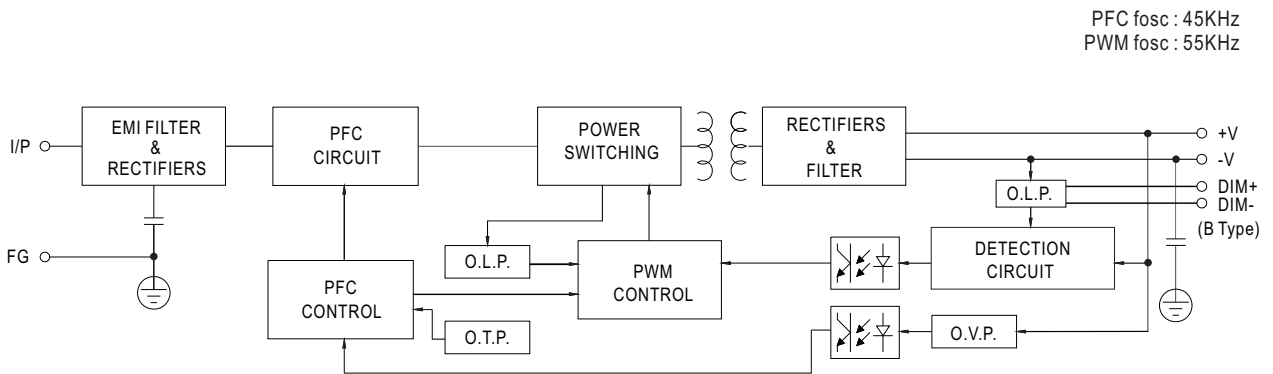 PFC fosc : 45KHz
PWM fosc : 55KHz
I/P
EMI FILTER
&
RECTIFIERS
PFC
CIRCUIT
POWER
SWITCHING
RECTIFIERS
&
FILTER
+V
-V
O.L.P.
DIM+
DIM-
(B Type)
FG
PFC
CONTROL
O.L.P.
O.T.P.
PWM
CONTROL
DETECTION
CIRCUIT
O.V.P.